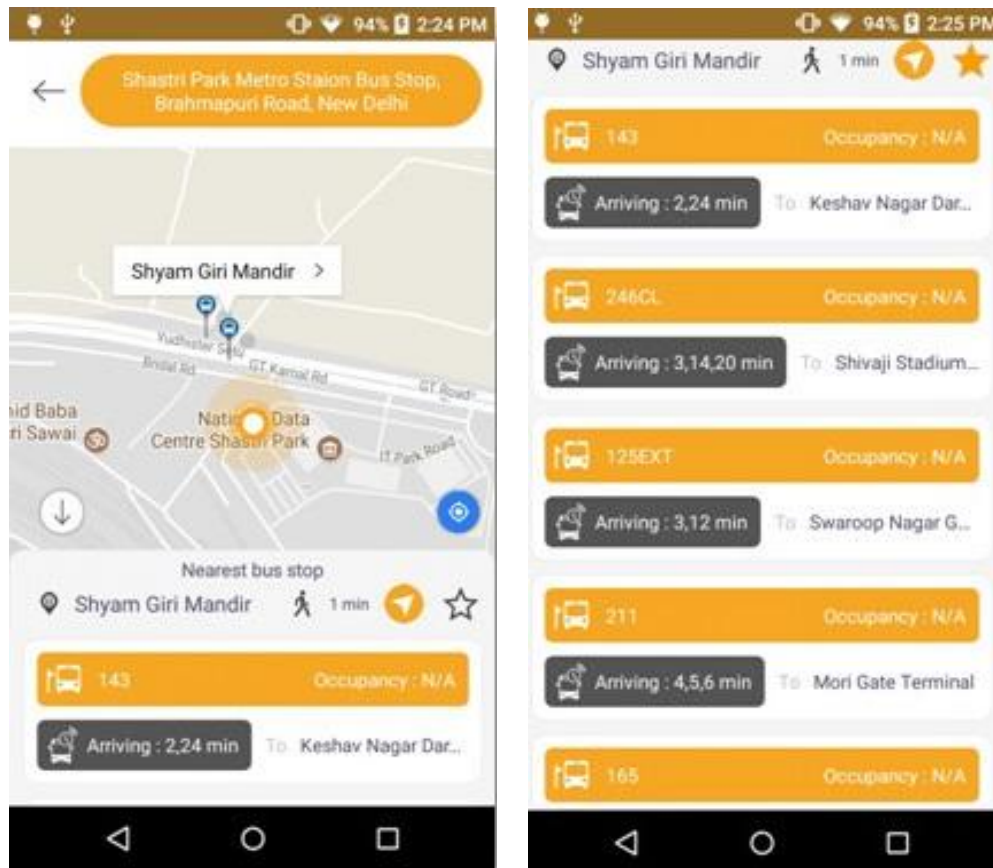 94% 2:24 PM
Shastri Park Metro Staion Bus Stop,
Brahmapuri Road, New Delhi
Shyam Giri Mandir >
Yudhister Setu
GT Karnal Rd
GT Road
id Baba
ri Sawai
Data
Centre Shastri Park
IT Park Road
Nearest bus stop
Shyam Giri Mandir 1 min
143 Occupancy : N/A
Arriving : 2,24 min To Keshav Nagar Dar...
94% 2:25 PM
Shyam Giri Mandir 1 min
143 Occupancy : N/A
Arriving : 2,24 min To Keshav Nagar Dar...
246CL Occupancy : N/A
Arriving : 3,14,20 min To Shivaji Stadium...
125EXT Occupancy : N/A
Arriving : 3,12 min To Swaroop Nagar G...
211 Occupancy : N/A
Arriving : 4,5,6 min To Mori Gate Terminal
165 Occupancy : N/A